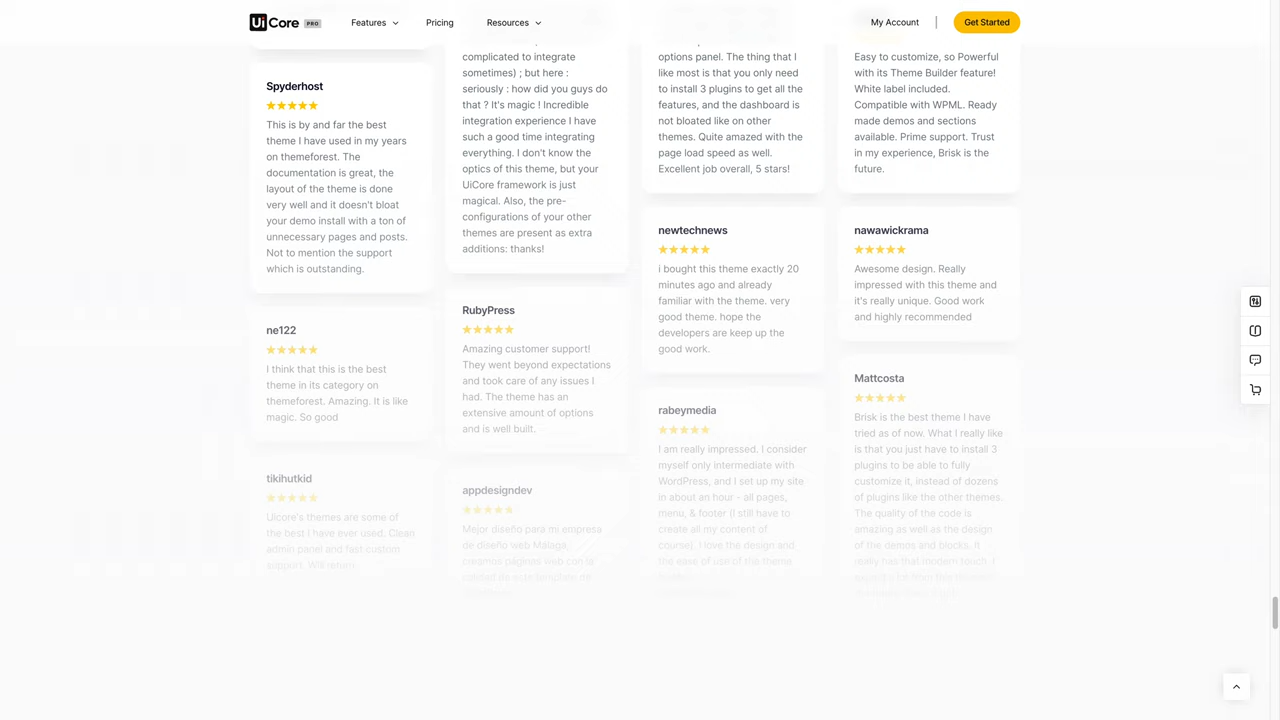 UiCore PRO
Features
Pricing
Resources
My Account
Get Started
Spyderhost
This is by and far the best
theme I have used in my years
on themeforest. The
documentation is great, the
layout of the theme is done
very well and it doesn't bloat
your demo install with a ton of
unnecessary pages and posts.
Not to mention the support
which is outstanding.
ne122
I think that this is the best
theme in its category on
themeforest. Amazing. It is like
magic. So good
tikihutkid
Uicore's themes are some of
the best I have ever used. Clean
admin panel and fast custom
support. Will return.
complicated to integrate
sometimes) ; but here :
seriously : how did you guys do
that ? It's magic ! Incredible
integration experience I have
such a good time integrating
everything. I don't know the
optics of this theme, but your
UiCore framework is just
magical. Also, the pre-
configurations of your other
themes are present as extra
additions: thanks!
RubyPress
Amazing customer support!
They went beyond expectations
and took care of any issues I
had. The theme has an
extensive amount of options
and is well built.
appdesigndev
Mejor diseño para mi empresa
de diseño web Málaga,
creamos páginas web con la
calidad de este template de
options panel. The thing that I
like most is that you only need
to install 3 plugins to get all the
features, and the dashboard is
not bloated like on other
themes. Quite amazed with the
page load speed as well.
Excellent job overall, 5 stars!
newtechnews
i bought this theme exactly 20
minutes ago and already
familiar with the theme. very
good theme. hope the
developers are keep up the
good work.
rabeymedia
I am really impressed. I consider
myself only intermediate with
WordPress, and I set up my site
in about an hour - all pages,
menu, & footer (I still have to
create all my content of
course). I love the design and
the ease of use of the theme
Easy to customize, so Powerful
with its Theme Builder feature!
White label included.
Compatible with WPML. Ready
made demos and sections
available. Prime support. Trust
in my experience, Brisk is the
future.
nawawickrama
Awesome design. Really
impressed with this theme and
it's really unique. Good work
and highly recommended
Mattcosta
Brisk is the best theme I have
tried as of now. What I really like
is that you just have to install 3
plugins to be able to fully
customize it, instead of dozens
of plugins like the other themes.
The quality of the code is
amazing as well as the design
of the demos and blocks. It
really has that modern touch. I